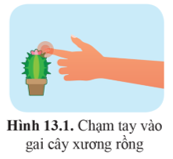 Hình 13.1. Chạm tay vào
gai cây xương rồng